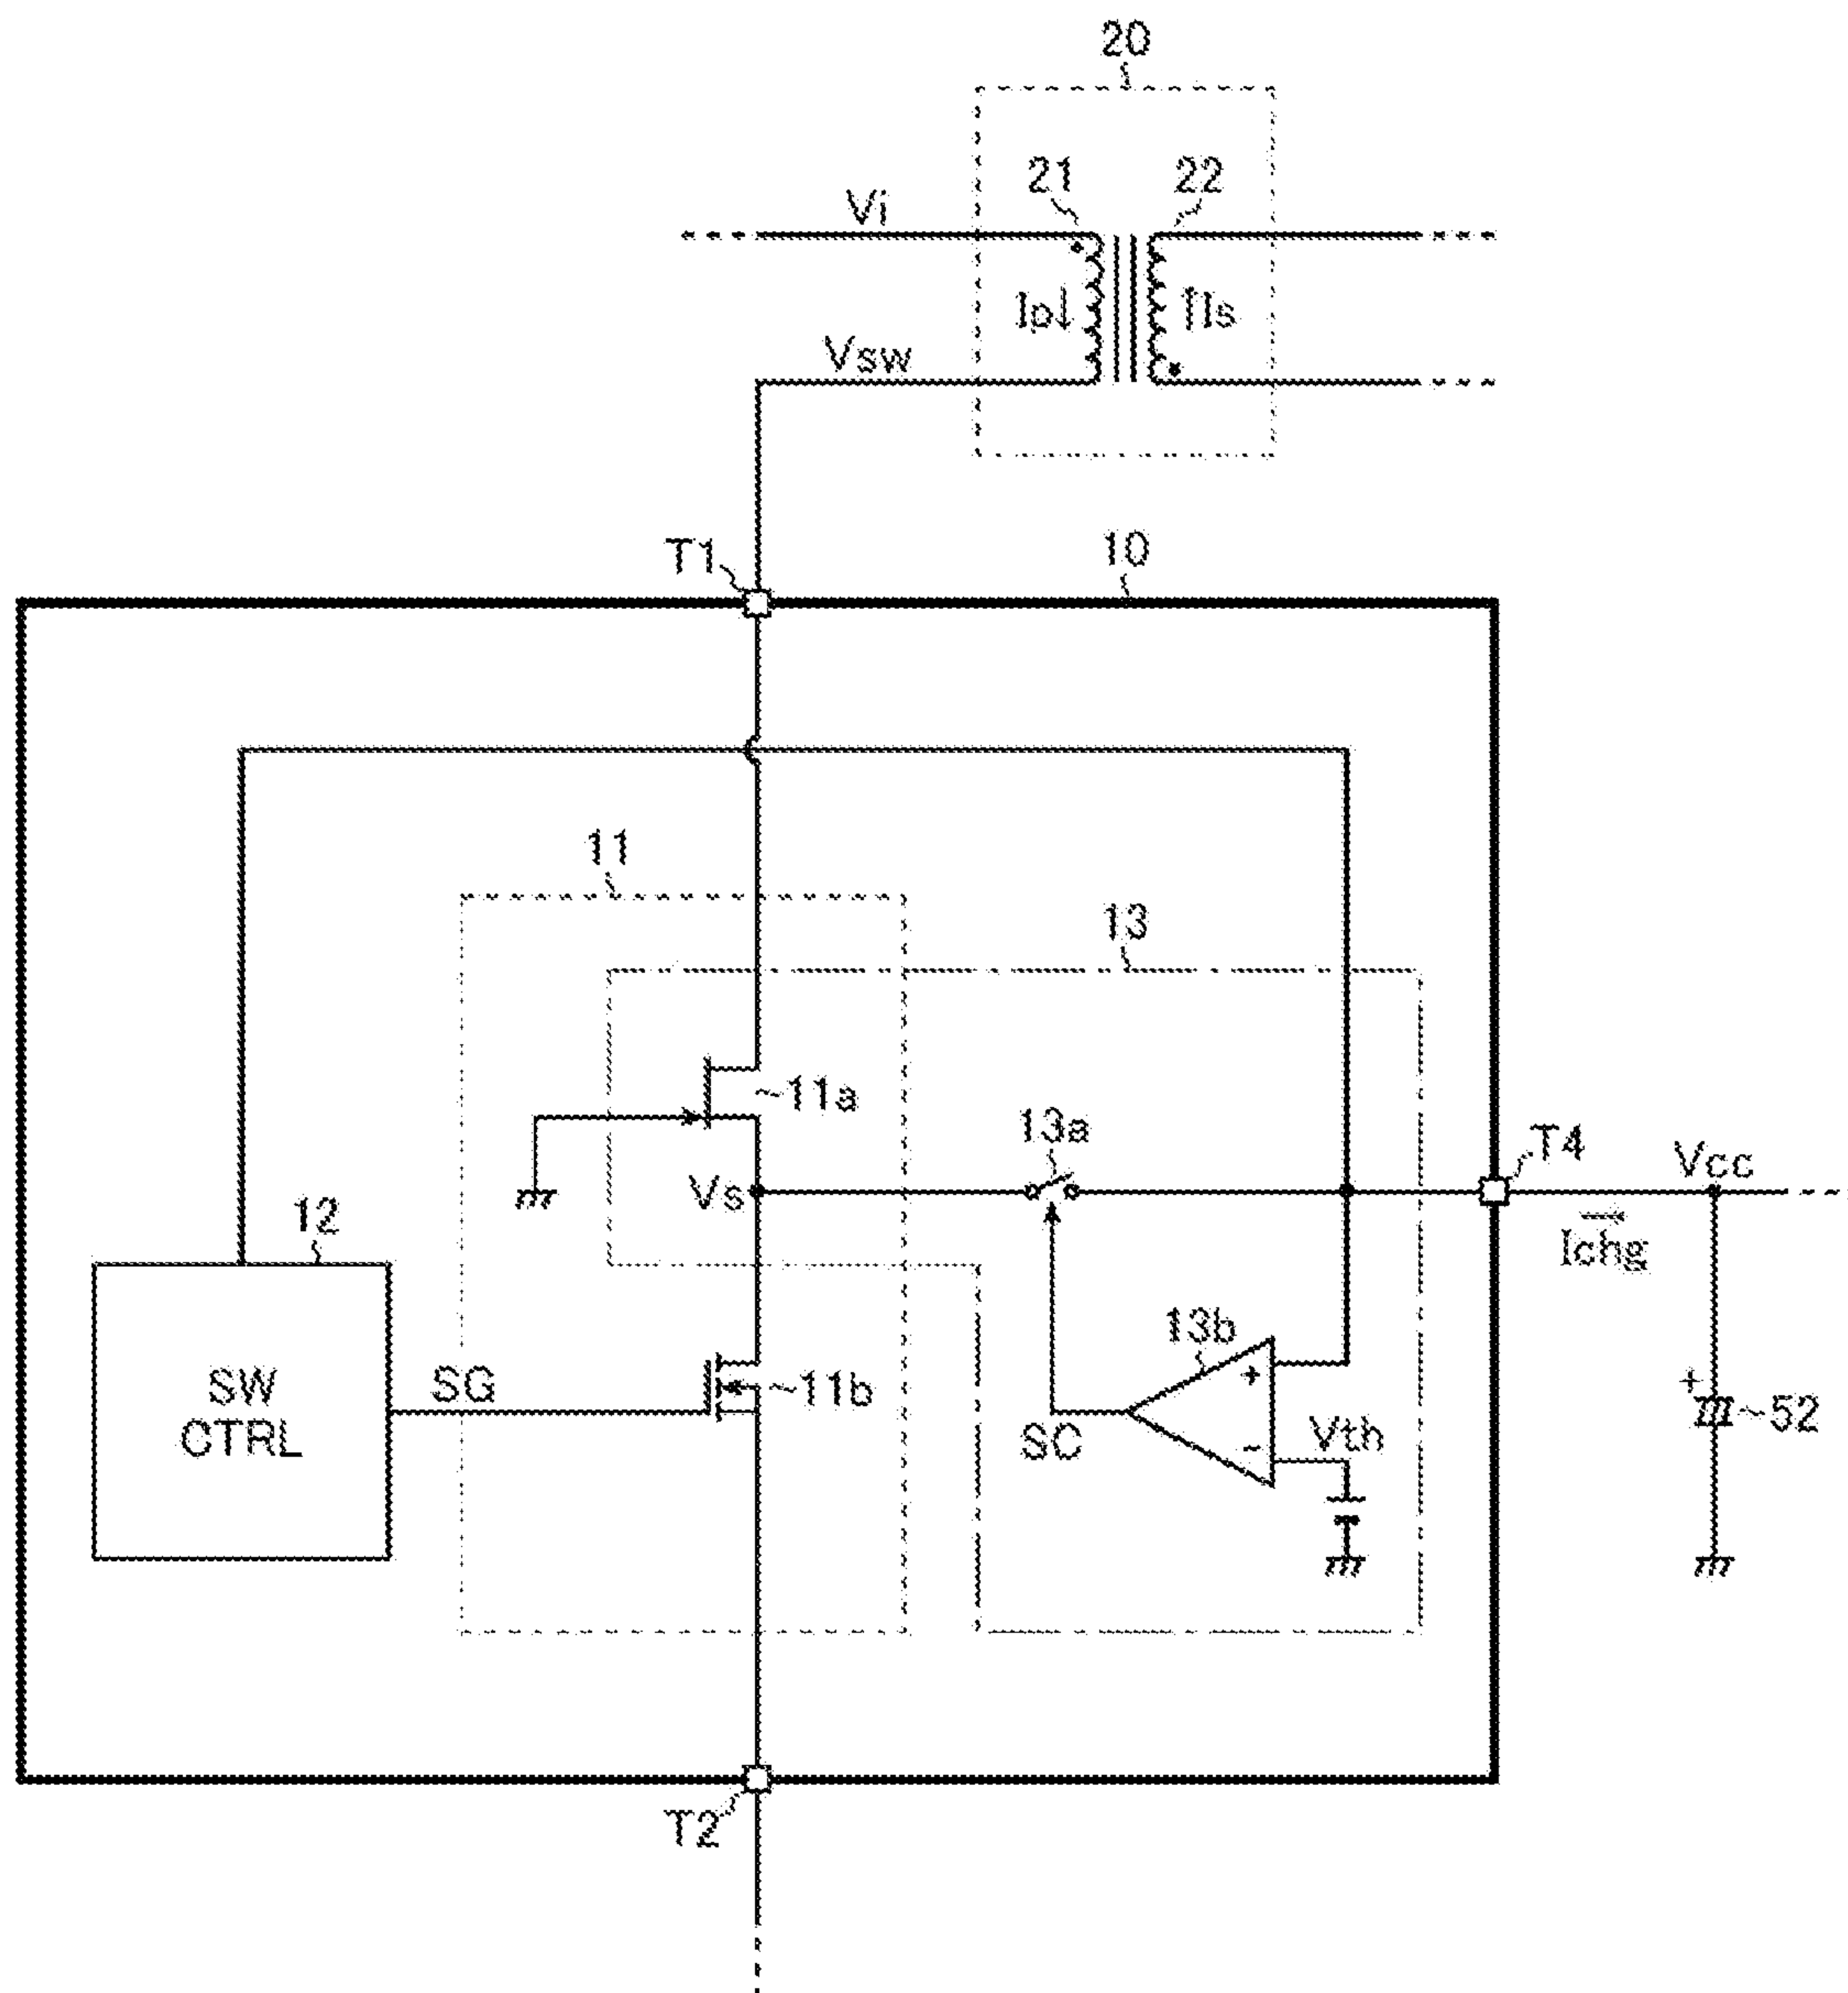 20
21
22
Vi
Ip↓
↑Is
Vsw
T1
10
11
13
~11a
13a
T4
Vcc
Vs
12
Ichg
13b
+
SW
CTRL
SG
~11b
+
~52
SC
-
Vth
T2